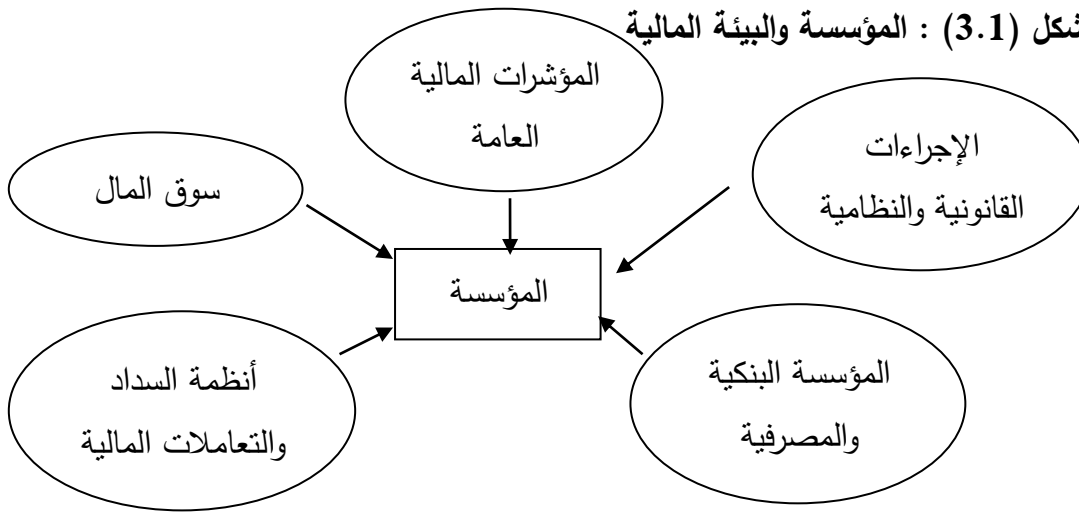 شكل (3.1) : المؤسسة والبيئة المالية
المؤشرات المالية
العامة
الإجراءات
القانونية والنظامية
سوق المال
المؤسسة
أنظمة السداد
والتعاملات المالية
المؤسسة البنكية
والمصرفية